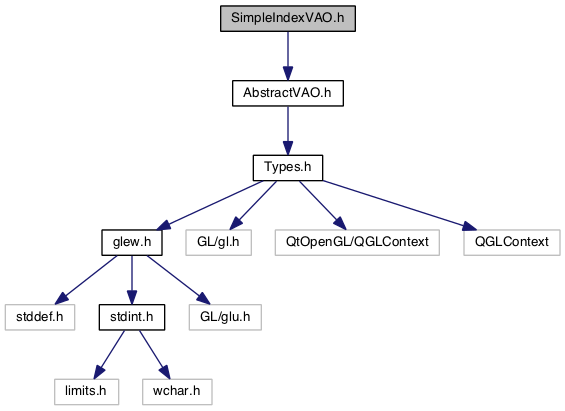 SimpleIndexVAO.h
AbstractVAO.h
Types.h
glew.h
GL/gl.h
QtOpenGL/QGLContext
QGLContext
stddef.h
stdint.h
GL/glu.h
limits.h
wchar.h